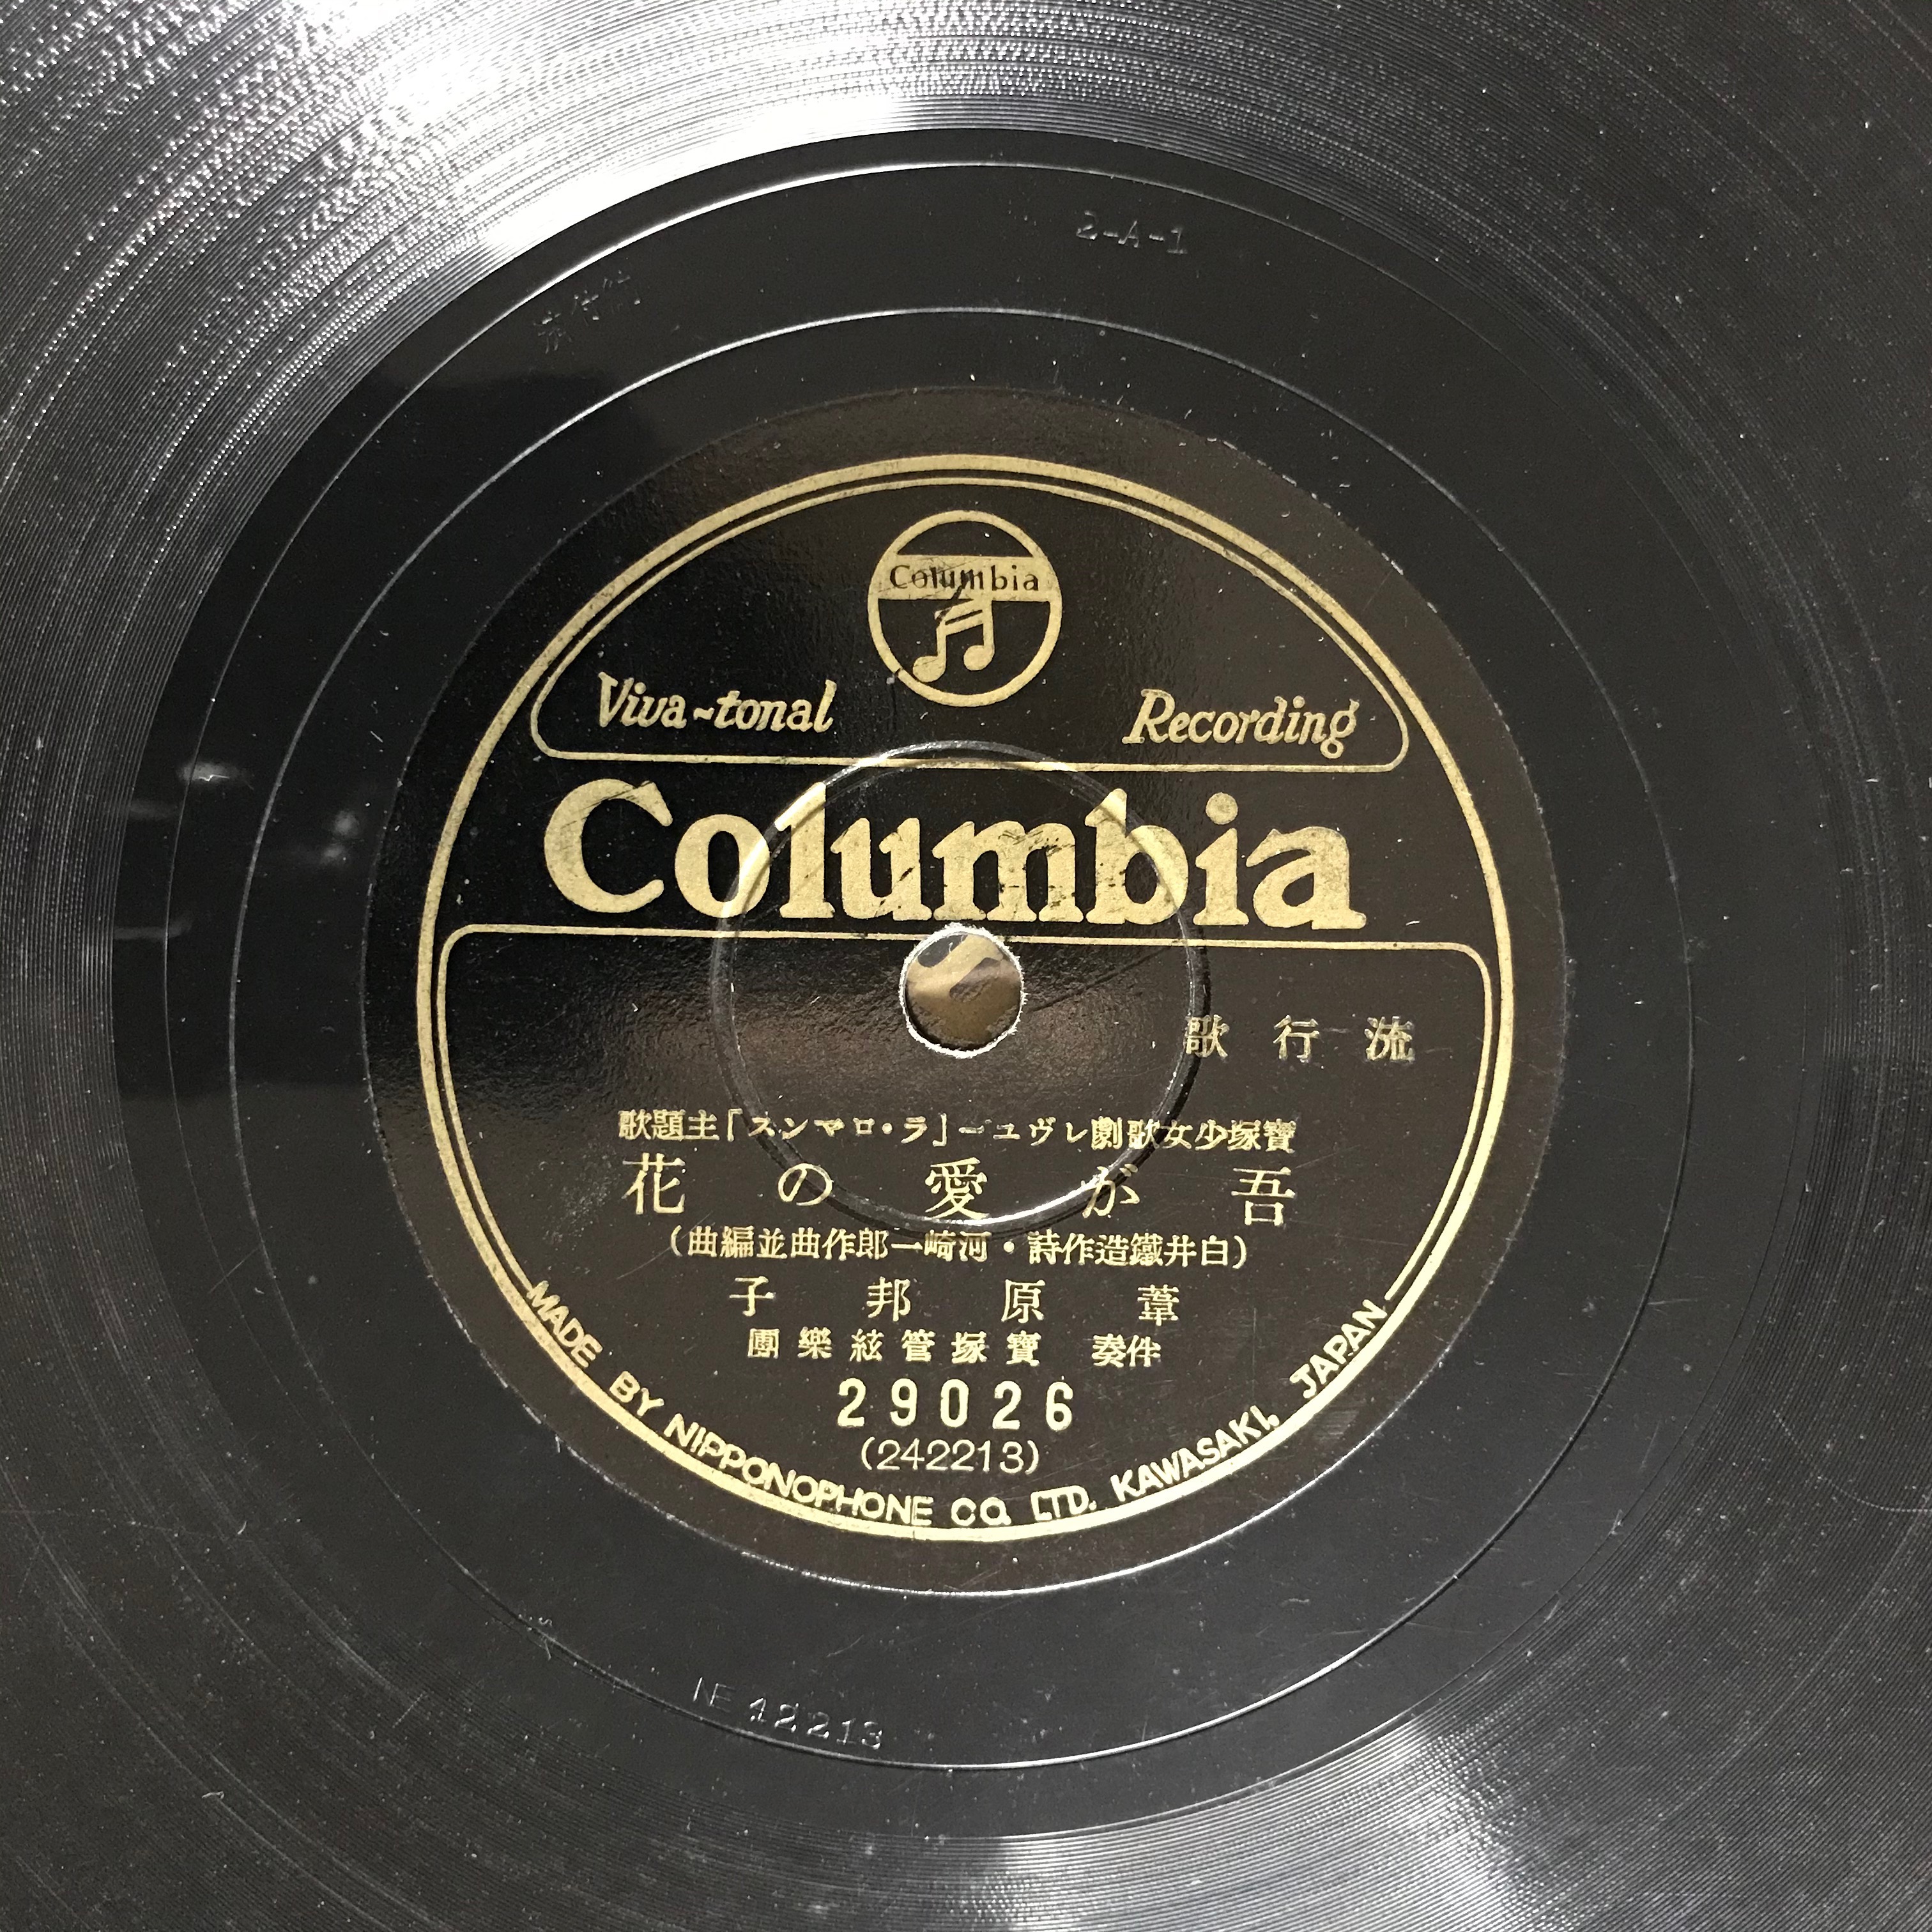 2-A-1
Columbia
Viva-tonal Recording
Columbia
流行歌
寶塚少女歌劇レヴユー「ラ・ロマンス」主題歌
吾が愛の花
(白井鐵造作詩・河崎一郎作曲並編曲)
葦原邦子
伴奏 寶塚管絃樂團
29026
(242213)
MADE BY NIPPONOPHONE CO. LTD. KAWASAKI, JAPAN
NE 42213